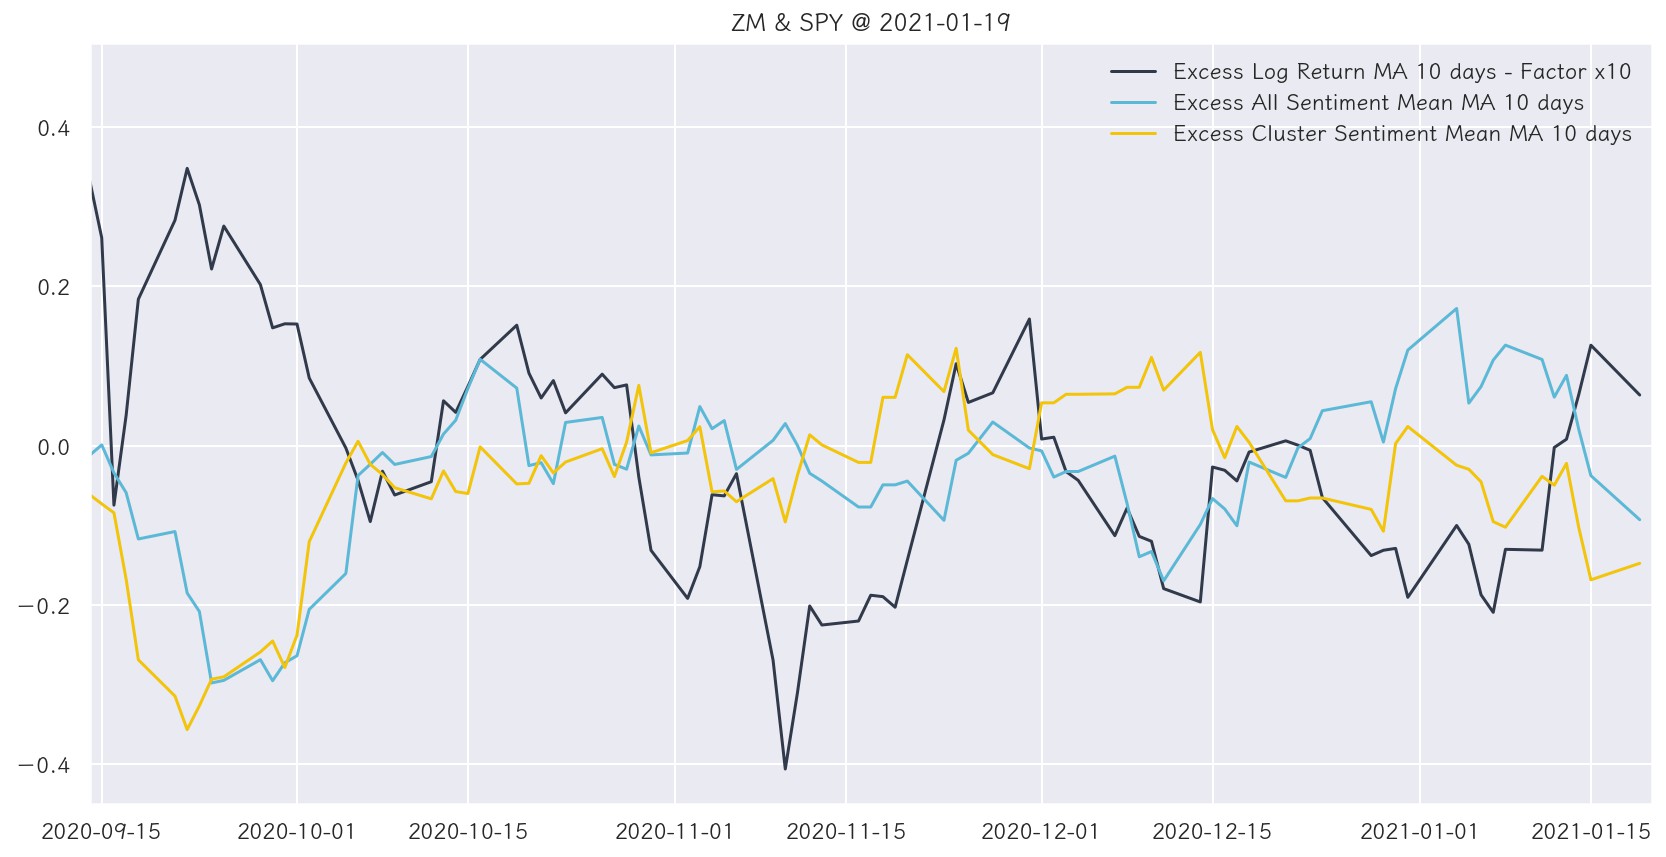 ZM & SPY @ 2021-01-19
Excess Log Return MA 10 days - Factor x10
Excess All Sentiment Mean MA 10 days
Excess Cluster Sentiment Mean MA 10 days
0.4
0.2
0.0
−0.2
−0.4
2020-09-15 2020-10-01 2020-10-15 2020-11-01 2020-11-15 2020-12-01 2020-12-15 2021-01-01 2021-01-15